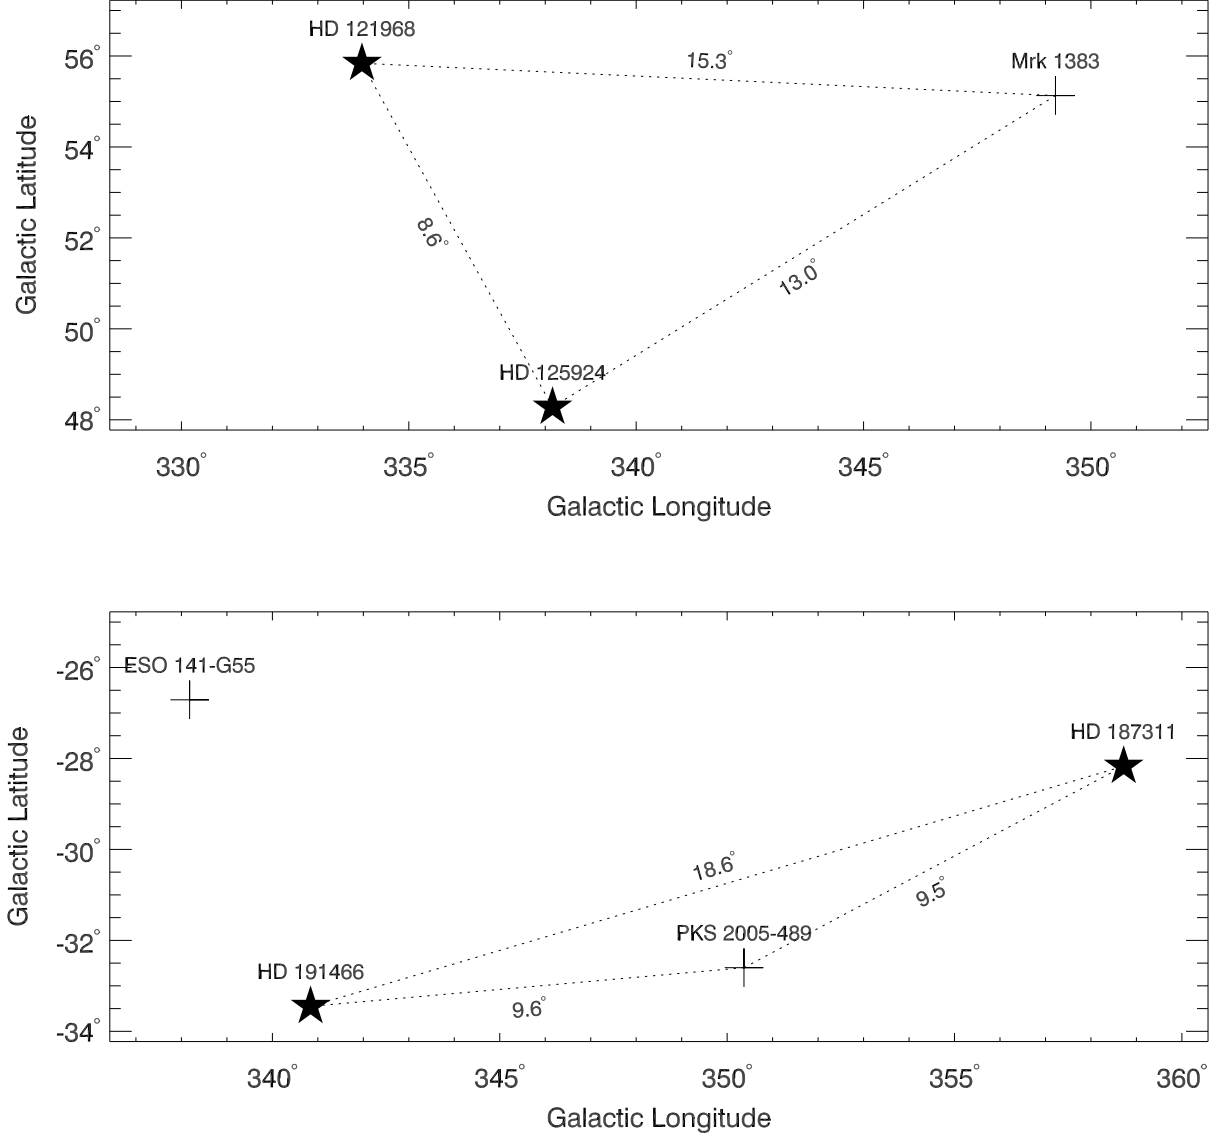 HD 121968
56°
15.3°
Mrk 1383
54°
Galactic Latitude
52°
8.6°
13.0°
50°
HD 125924
48°
330°
335°
340°
345°
350°
Galactic Longitude
-26°
ESO 141-G55
HD 187311
-28°
Galactic Latitude
-30°
18.6°
9.5°
-32°
PKS 2005-489
HD 191466
9.6°
-34°
340°
345°
350°
355°
360°
Galactic Longitude